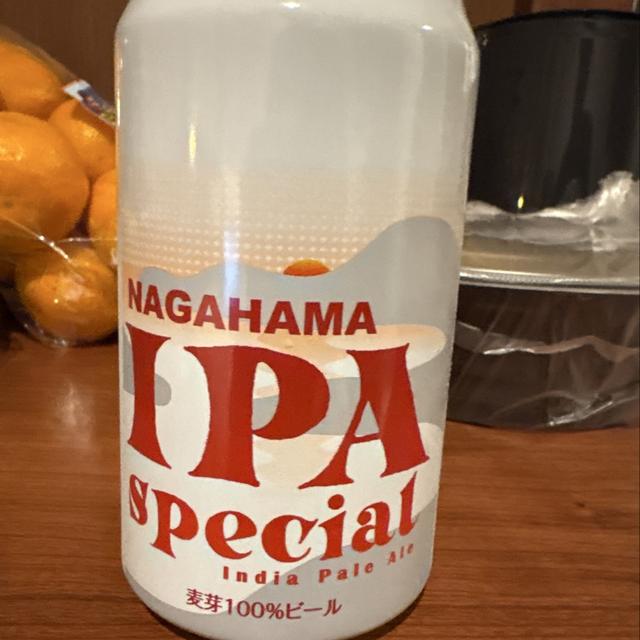 NAGAHAMA
IPA
special
India Pale Ale
麦芽100%ビール